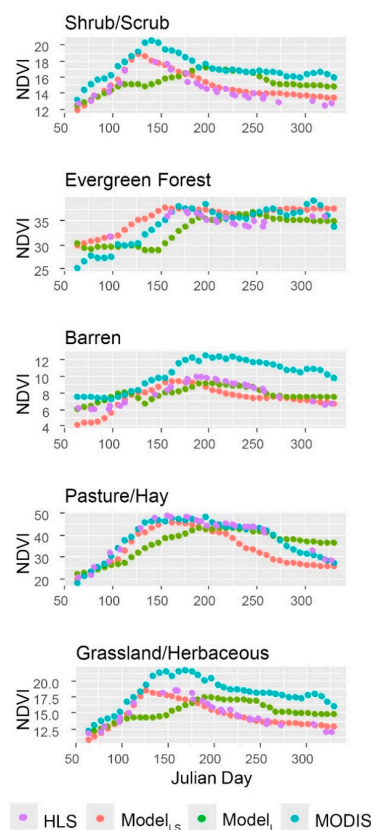 Shrub/Scrub
NDVI
20
18
16
14
12
50 100 150 200 250 300
Evergreen Forest
NDVI
35
30
25
50 100 150 200 250 300
Barren
NDVI
12
10
8
6
4
50 100 150 200 250 300
Pasture/Hay
NDVI
50
40
30
20
50 100 150 200 250 300
Grassland/Herbaceous
NDVI
20.0
17.5
15.0
12.5
50 100 150 200 250 300
Julian Day
HLS Model LS Model L MODIS